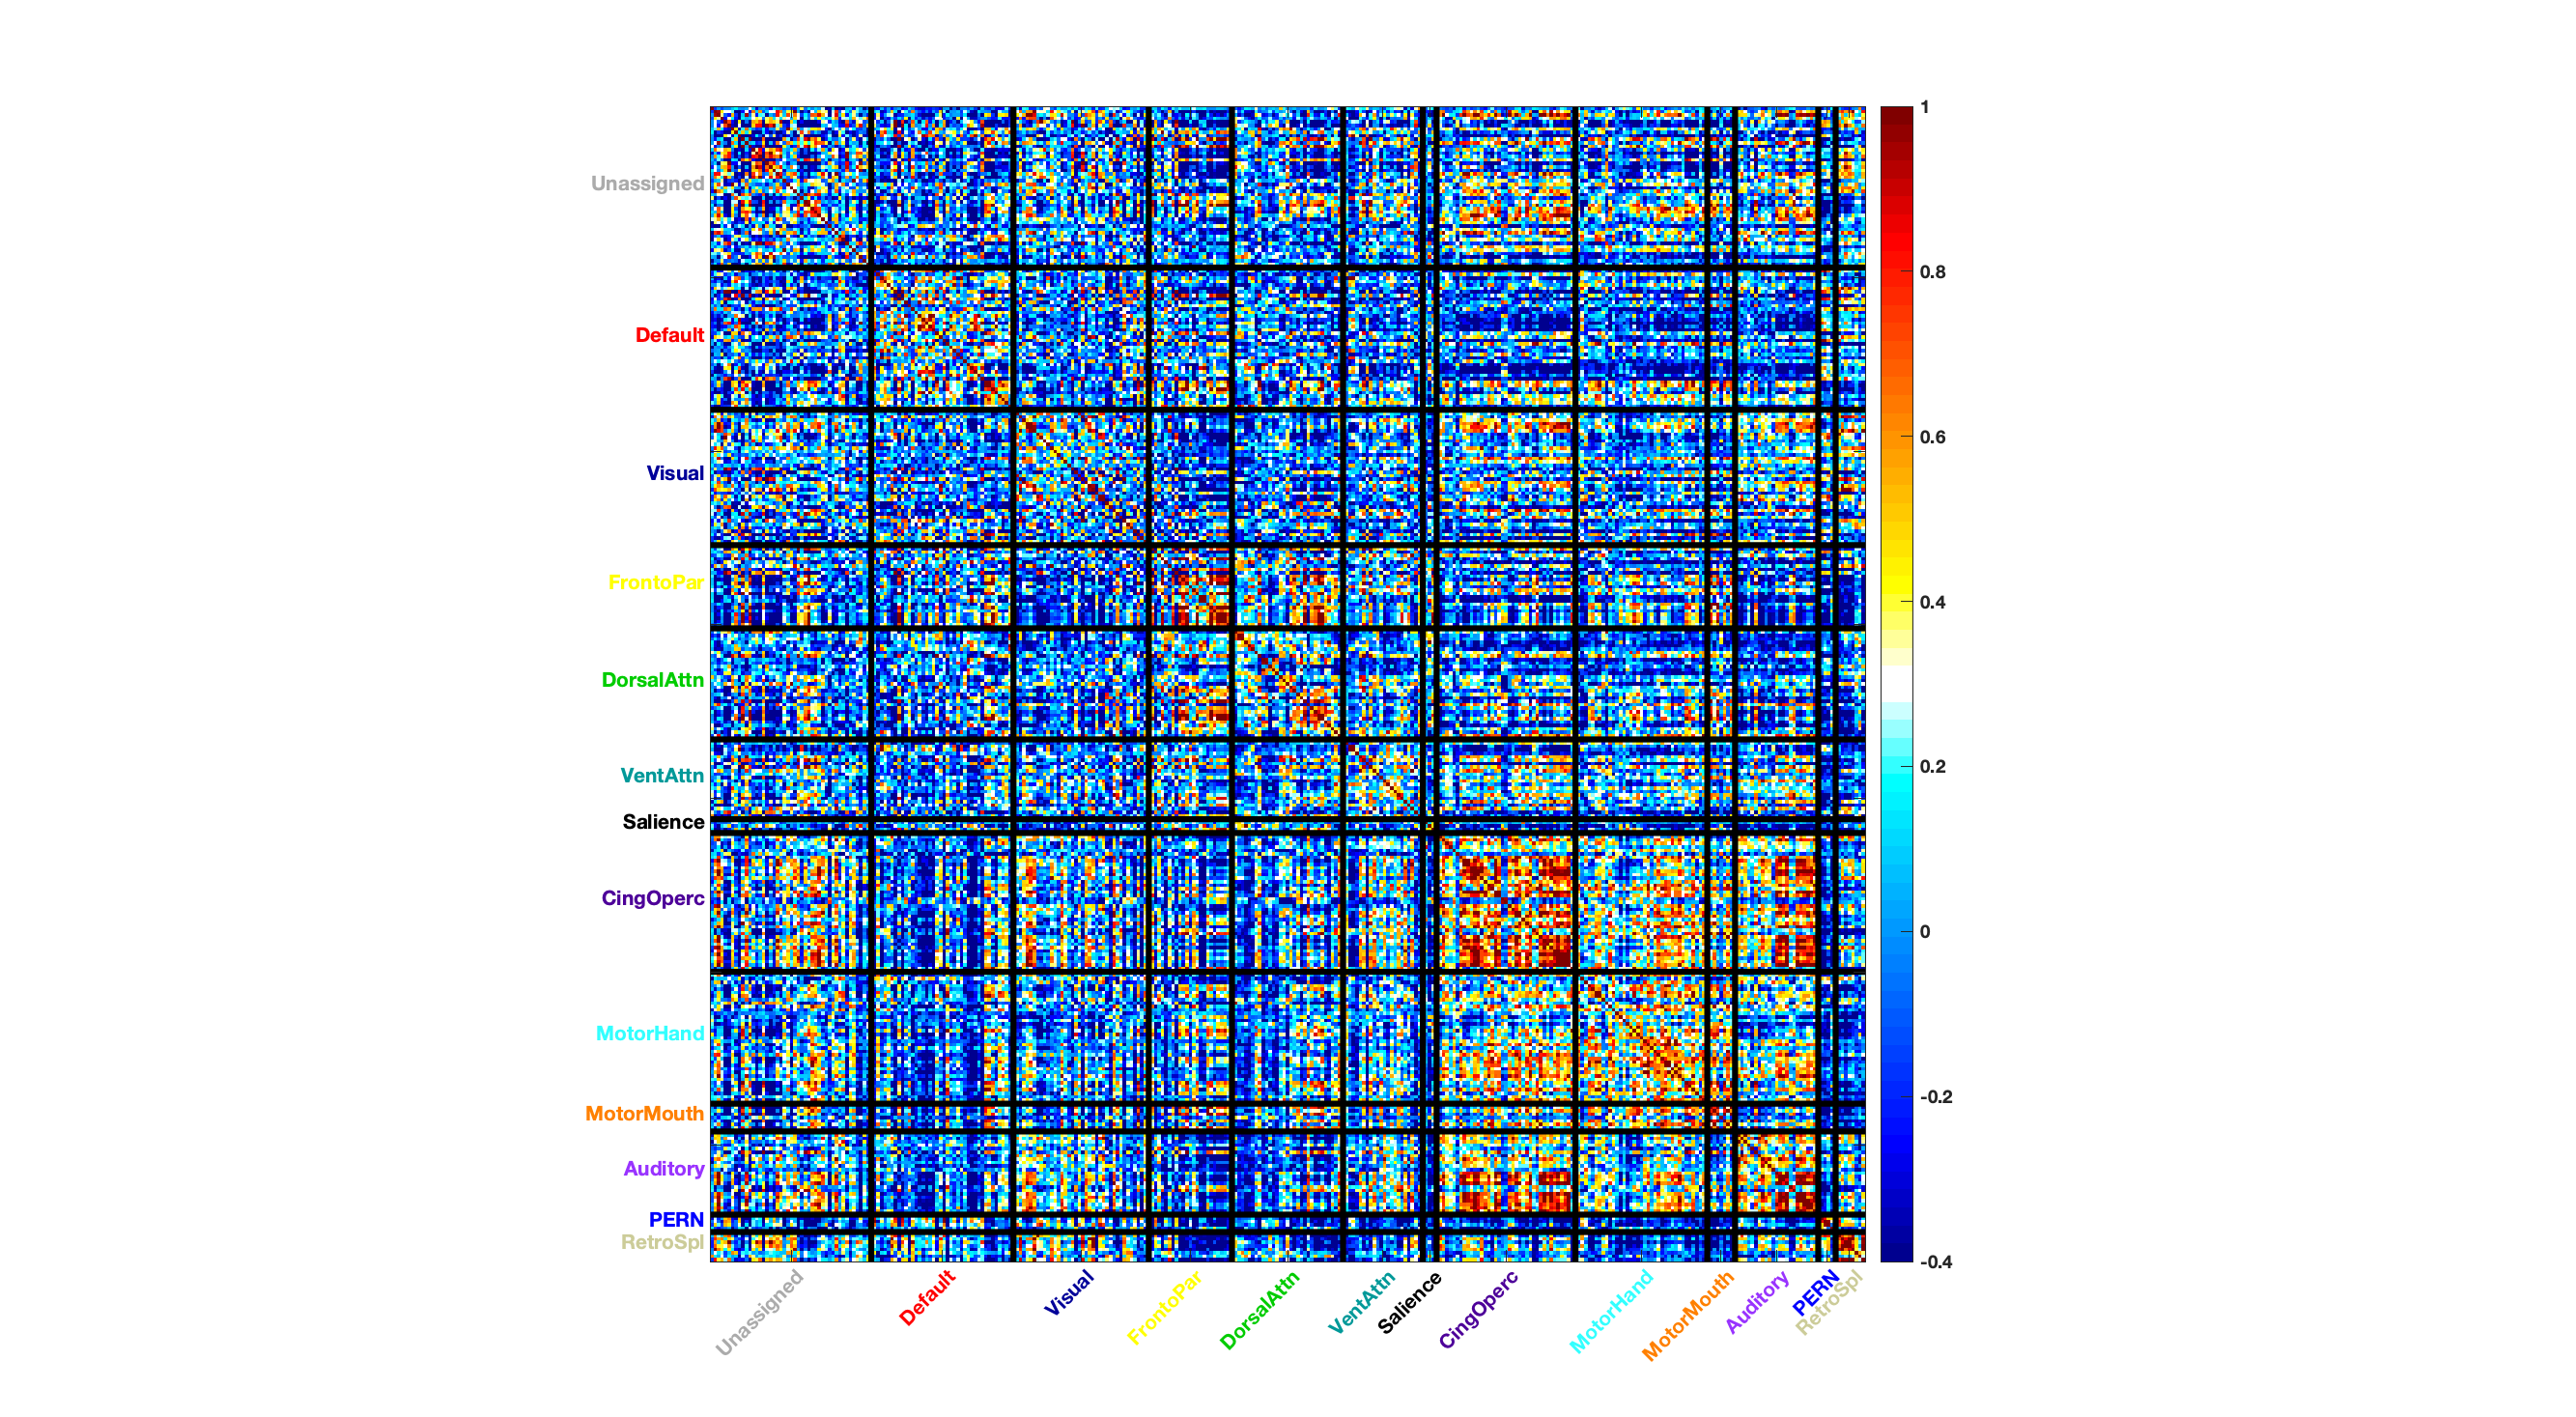 Unassigned
Default
Visual
FrontoPar
DorsalAttn
VentAttn
Salience
CingOperc
MotorHand
MotorMouth
Auditory
PERN
RetroSpl
Unassigned
Default
Visual
FrontoPar
DorsalAttn
VentAttn
Salience
CingOperc
MotorHand
MotorMouth
Auditory
PERN
RetroSpl
1
0.8
0.6
0.4
0.2
0
-0.2
-0.4